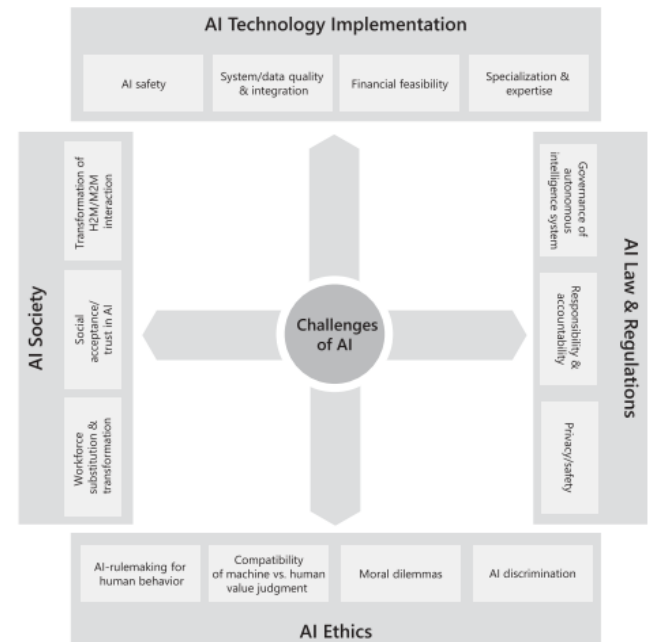 AI Technology Implementation
AI safety
System/data quality
& integration
Financial feasibility
Specialization &
expertise
AI Society
Transformation of
H2M/M2M
interaction
Social
acceptance/
trust in AI
Workforce
substitution &
transformation
Challenges
of AI
AI Law & Regulations
Governance of
autonomous
intelligence system
Responsibility &
accountability
Privacy/safety
AI-rulemaking for
human behavior
Compatibility
of machine vs. human
value judgment
Moral dilemmas
AI discrimination
AI Ethics